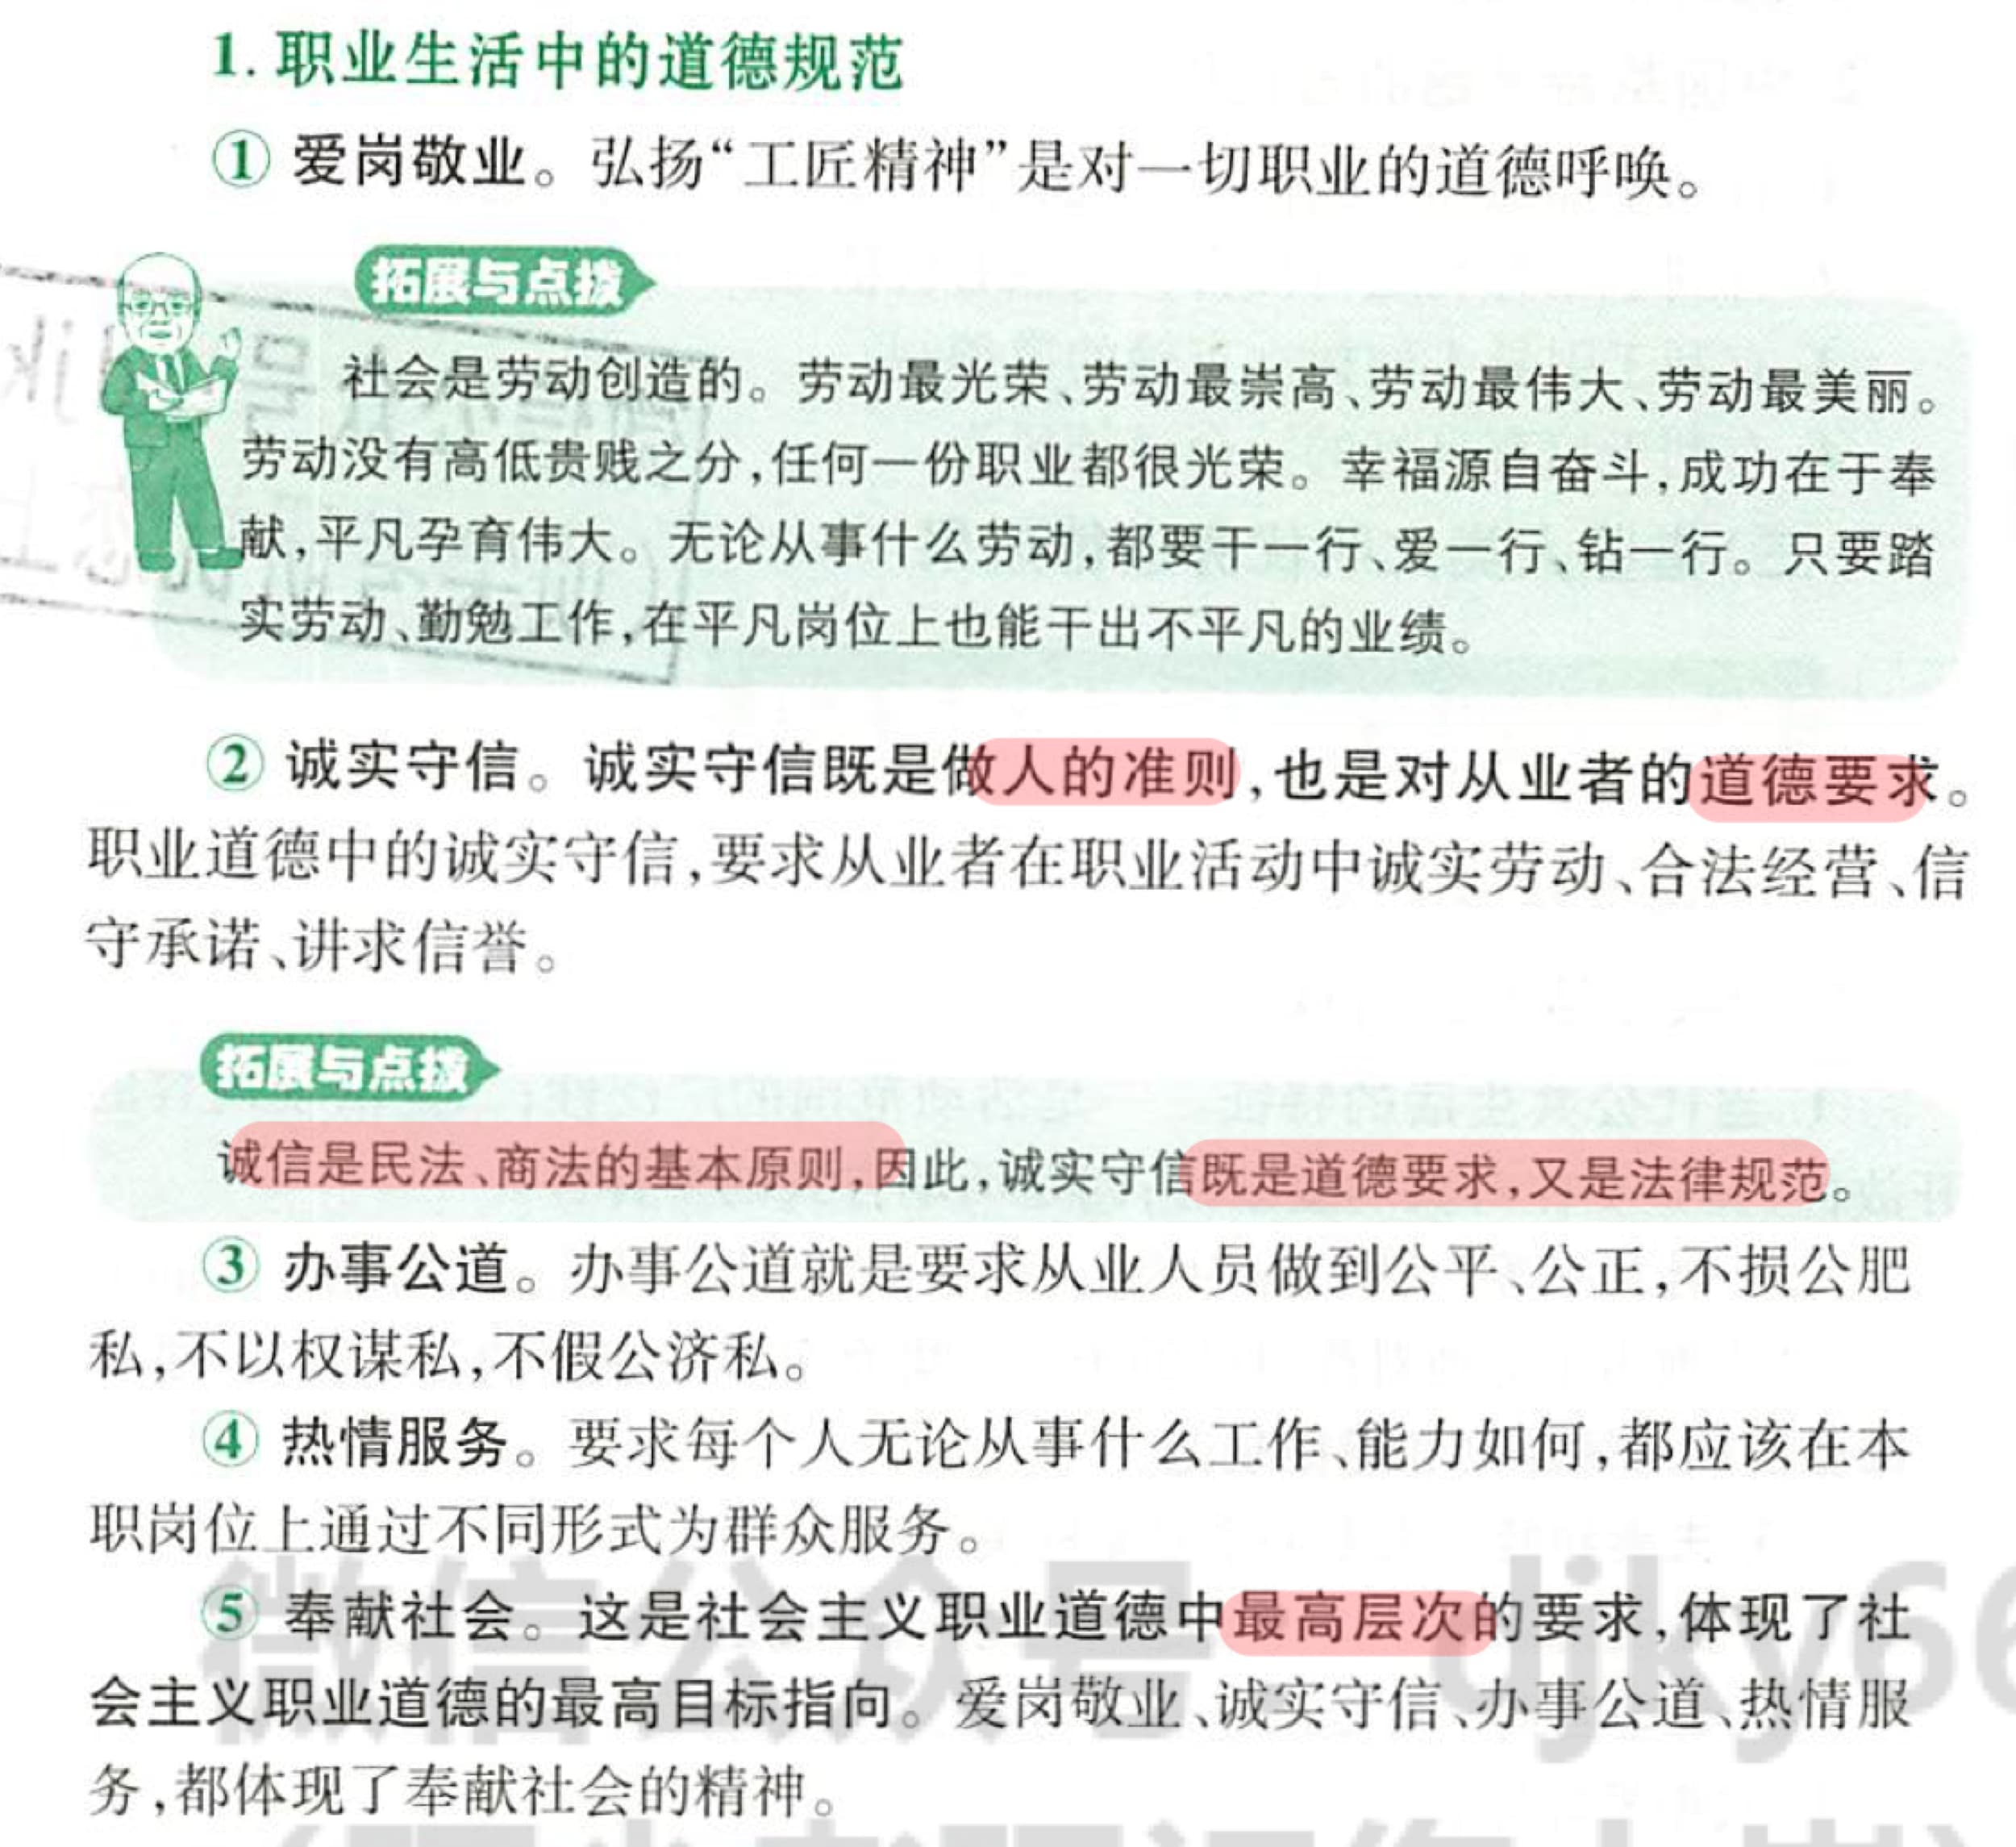 1. 职业生活中的道德规范
① 爱岗敬业。弘扬“工匠精神”是对一切职业的道德呼唤。
拓展与点拨
社会是劳动创造的。劳动最光荣、劳动最崇高、劳动最伟大、劳动最美丽。
劳动没有高低贵贱之分,任何一份职业都很光荣。幸福源自奋斗,成功在于奉
献,平凡孕育伟大。无论从事什么劳动,都要干一行、爱一行、钻一行。只要踏
实劳动、勤勉工作,在平凡岗位上也能干出不平凡的业绩。
② 诚实守信。诚实守信既是做人的准则,也是对从业者的道德要求。
职业道德中的诚实守信,要求从业者在职业活动中诚实劳动、合法经营、信
守承诺、讲求信誉。
拓展与点拨
诚信是民法、商法的基本原则,因此,诚实守信既是道德要求,又是法律规范。
③ 办事公道。办事公道就是要求从业人员做到公平、公正,不损公肥
私,不以权谋私,不假公济私。
④ 热情服务。要求每个人无论从事什么工作、能力如何,都应该在本
职岗位上通过不同形式为群众服务。
⑤ 奉献社会。这是社会主义职业道德中最高层次的要求,体现了社
会主义职业道德的最高目标指向。爱岗敬业、诚实守信、办事公道、热情服
务,都体现了奉献社会的精神。
微信公众号 djky66